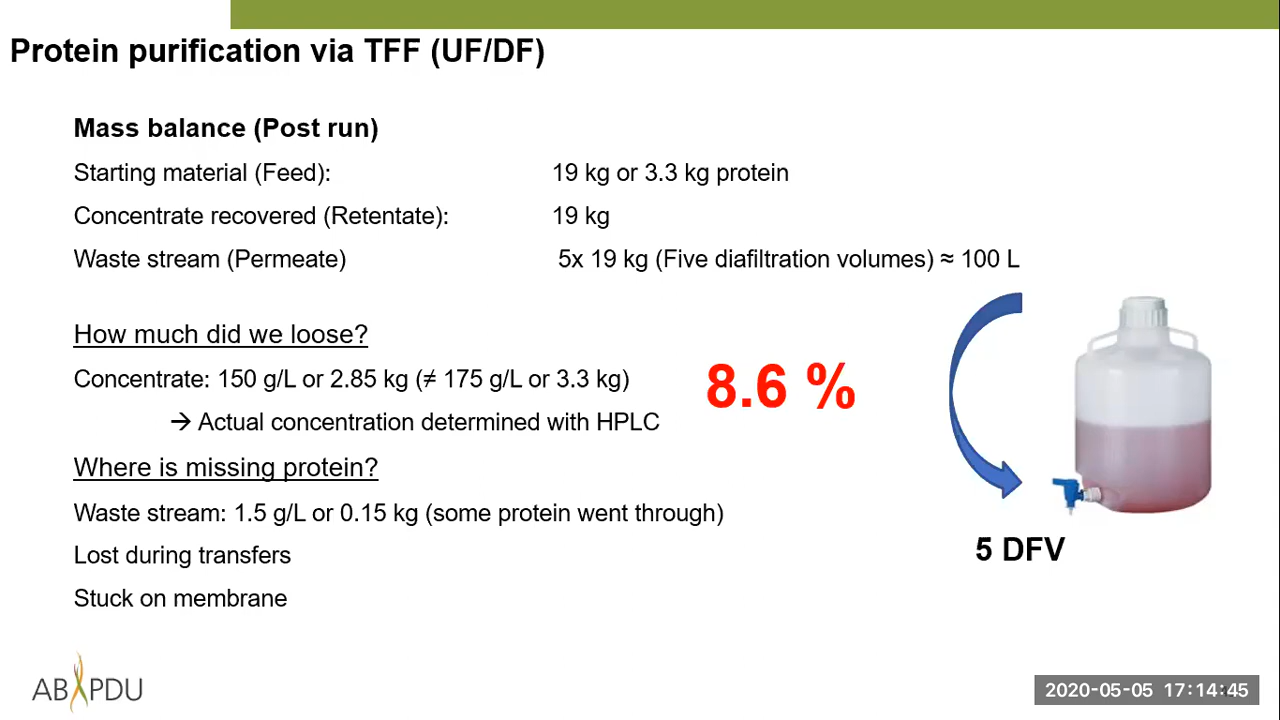 Protein purification via TFF (UF/DF)
Mass balance (Post run)
Starting material (Feed): 19 kg or 3.3 kg protein
Concentrate recovered (Retentate): 19 kg
Waste stream (Permeate) 5x 19 kg (Five diafiltration volumes) ≈ 100 L
How much did we loose?
Concentrate: 150 g/L or 2.85 kg (≠ 175 g/L or 3.3 kg)
8.6 %
→ Actual concentration determined with HPLC
Where is missing protein?
Waste stream: 1.5 g/L or 0.15 kg (some protein went through)
Lost during transfers
5 DFV
Stuck on membrane
AB PDU
2020-05-05 17:14:45